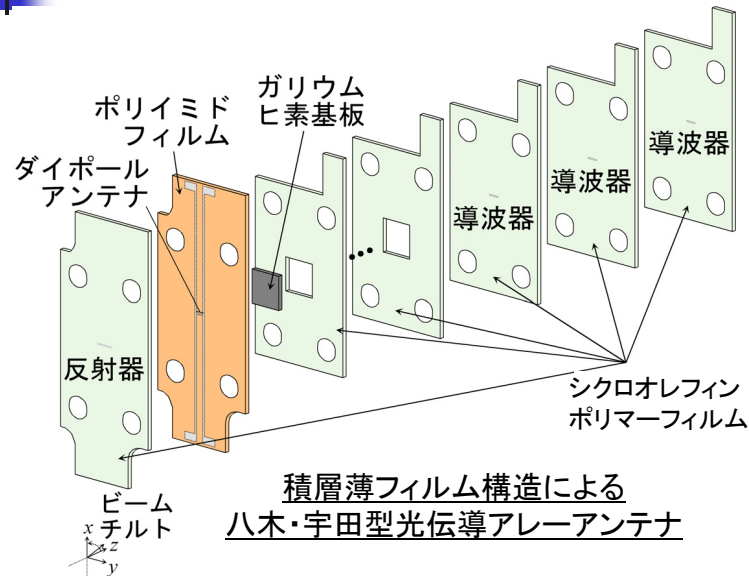 ガリウム
ヒ素基板
ポリイミド
フィルム
ダイポール
アンテナ
導波器
導波器
導波器
反射器
シクロオレフィン
ポリマーフィルム
積層薄フィルム構造による
八木・宇田型光伝導アレーアンテナ
ビーム
チルト
x
z
y